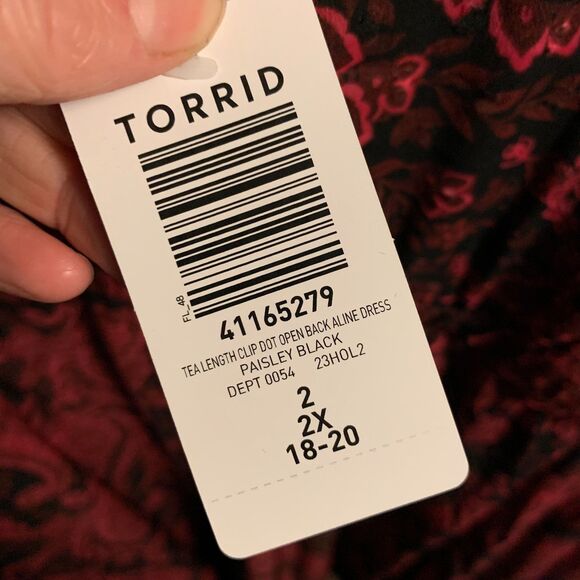 TORRID
FL_4B
41165279
TEA LENGTH CLIP DOT OPEN BACK ALINE DRESS
PAISLEY BLACK
DEPT 0054 23HOL2
2
2X
18-20